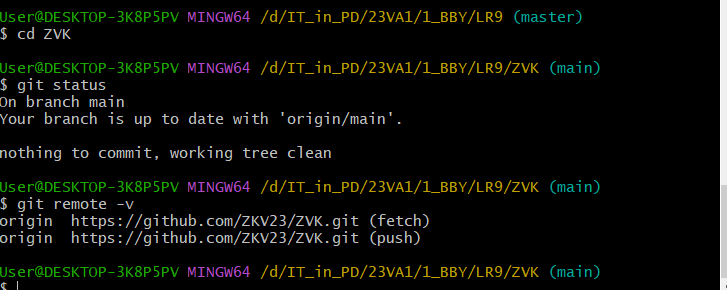 User@DESKTOP-3K8P5PV MINGW64 /d/IT_in_PD/23VA1/1_BBY/LR9 (master)
$ cd ZVK
User@DESKTOP-3K8P5PV MINGW64 /d/IT_in_PD/23VA1/1_BBY/LR9/ZVK (main)
$ git status
On branch main
Your branch is up to date with 'origin/main'.
nothing to commit, working tree clean
User@DESKTOP-3K8P5PV MINGW64 /d/IT_in_PD/23VA1/1_BBY/LR9/ZVK (main)
$ git remote -v
origin  https://github.com/ZKV23/ZVK.git (fetch)
origin  https://github.com/ZKV23/ZVK.git (push)
User@DESKTOP-3K8P5PV MINGW64 /d/IT_in_PD/23VA1/1_BBY/LR9/ZVK (main)
$